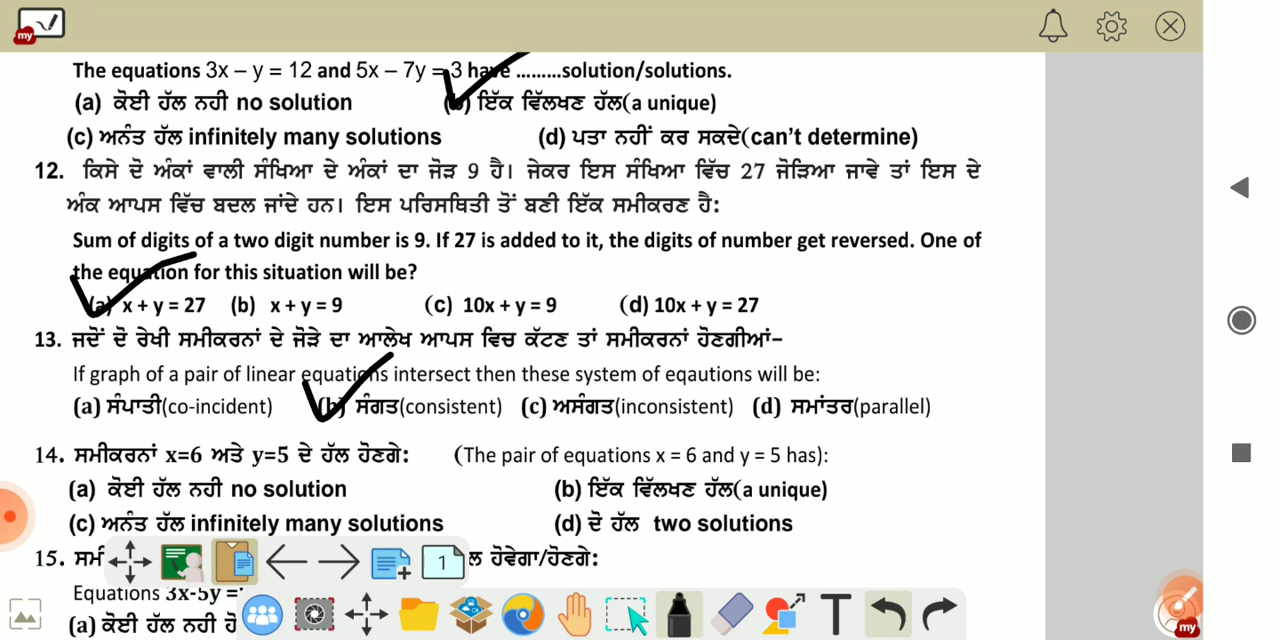 my
The equations 3x – y = 12 and 5x – 7y = 3 have .........solution/solutions.
(a) ਕੋਈ ਹੱਲ ਨਹੀ no solution (b) ਇੱਕ ਵਿੱਲਖਣ ਹੱਲ(a unique)
(c) ਅਨੰਤ ਹੱਲ infinitely many solutions (d) ਪਤਾ ਨਹੀਂ ਕਰ ਸਕਦੇ(can't determine)
12. ਕਿਸੇ ਦੋ ਅੰਕਾਂ ਵਾਲੀ ਸੰਖਿਆ ਦੇ ਅੰਕਾਂ ਦਾ ਜੋੜ 9 ਹੈ। ਜੇਕਰ ਇਸ ਸੰਖਿਆ ਵਿੱਚ 27 ਜੋੜਿਆ ਜਾਵੇ ਤਾਂ ਇਸ ਦੇ
ਅੰਕ ਆਪਸ ਵਿੱਚ ਬਦਲ ਜਾਂਦੇ ਹਨ। ਇਸ ਪਰਿਸਥਿਤੀ ਤੋਂ ਬਣੀ ਇੱਕ ਸਮੀਕਰਣ ਹੈ:
Sum of digits of a two digit number is 9. If 27 is added to it, the digits of number get reversed. One of
the equation for this situation will be?
(a) x + y = 27 (b) x + y = 9 (c) 10x + y = 9 (d) 10x + y = 27
13. ਜਦੋਂ ਦੋ ਰੇਖੀ ਸਮੀਕਰਨਾਂ ਦੇ ਜੋੜੇ ਦਾ ਆਲੇਖ ਆਪਸ ਵਿਚ ਕੱਟਣ ਤਾਂ ਸਮੀਕਰਨਾਂ ਹੋਣਗੀਆਂ–
If graph of a pair of linear equations intersect then these system of eqautions will be:
(a) ਸੰਪਾਤੀ(co-incident) (b) ਸੰਗਤ(consistent) (c) ਅਸੰਗਤ(inconsistent) (d) ਸਮਾਂਤਰ(parallel)
14. ਸਮੀਕਰਨਾਂ x=6 ਅਤੇ y=5 ਦੇ ਹੱਲ ਹੋਣਗੇ: (The pair of equations x = 6 and y = 5 has):
(a) ਕੋਈ ਹੱਲ ਨਹੀ no solution (b) ਇੱਕ ਵਿੱਲਖਣ ਹੱਲ(a unique)
(c) ਅਨੰਤ ਹੱਲ infinitely many solutions (d) ਦੋ ਹੱਲ two solutions
15. 1 ਹੋਵੇਗਾ/ਹੋਣਗੇ:
Equations 3x-5y =
(a) ਕੋਈ ਹੱਲ ਨਹੀ
T
my